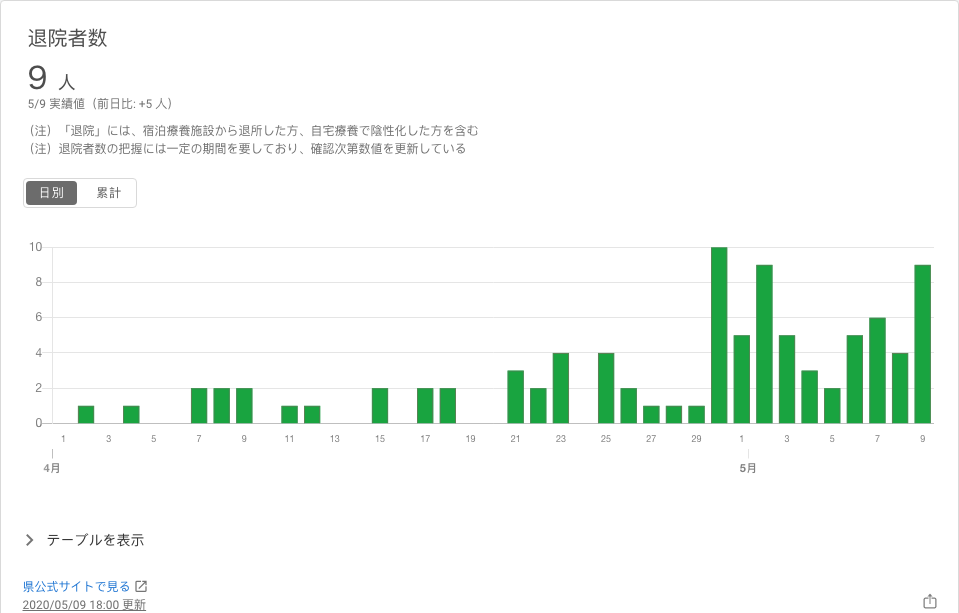 退院者数
9 人
5/9 実績値（前日比: +5 人）
（注）「退院」には、宿泊療養施設から退所した方、自宅療養で陰性化した方を含む
（注）退院者数の把握には一定の期間を要しており、確認次第数値を更新している
日別 累計
10
8
6
4
2
0
1 3 5 7 9 11 13 15 17 19 21 23 25 27 29 1 3 5 7 9
4月 5月
テーブルを表示
県公式サイトで見る
2020/05/09 18:00 更新